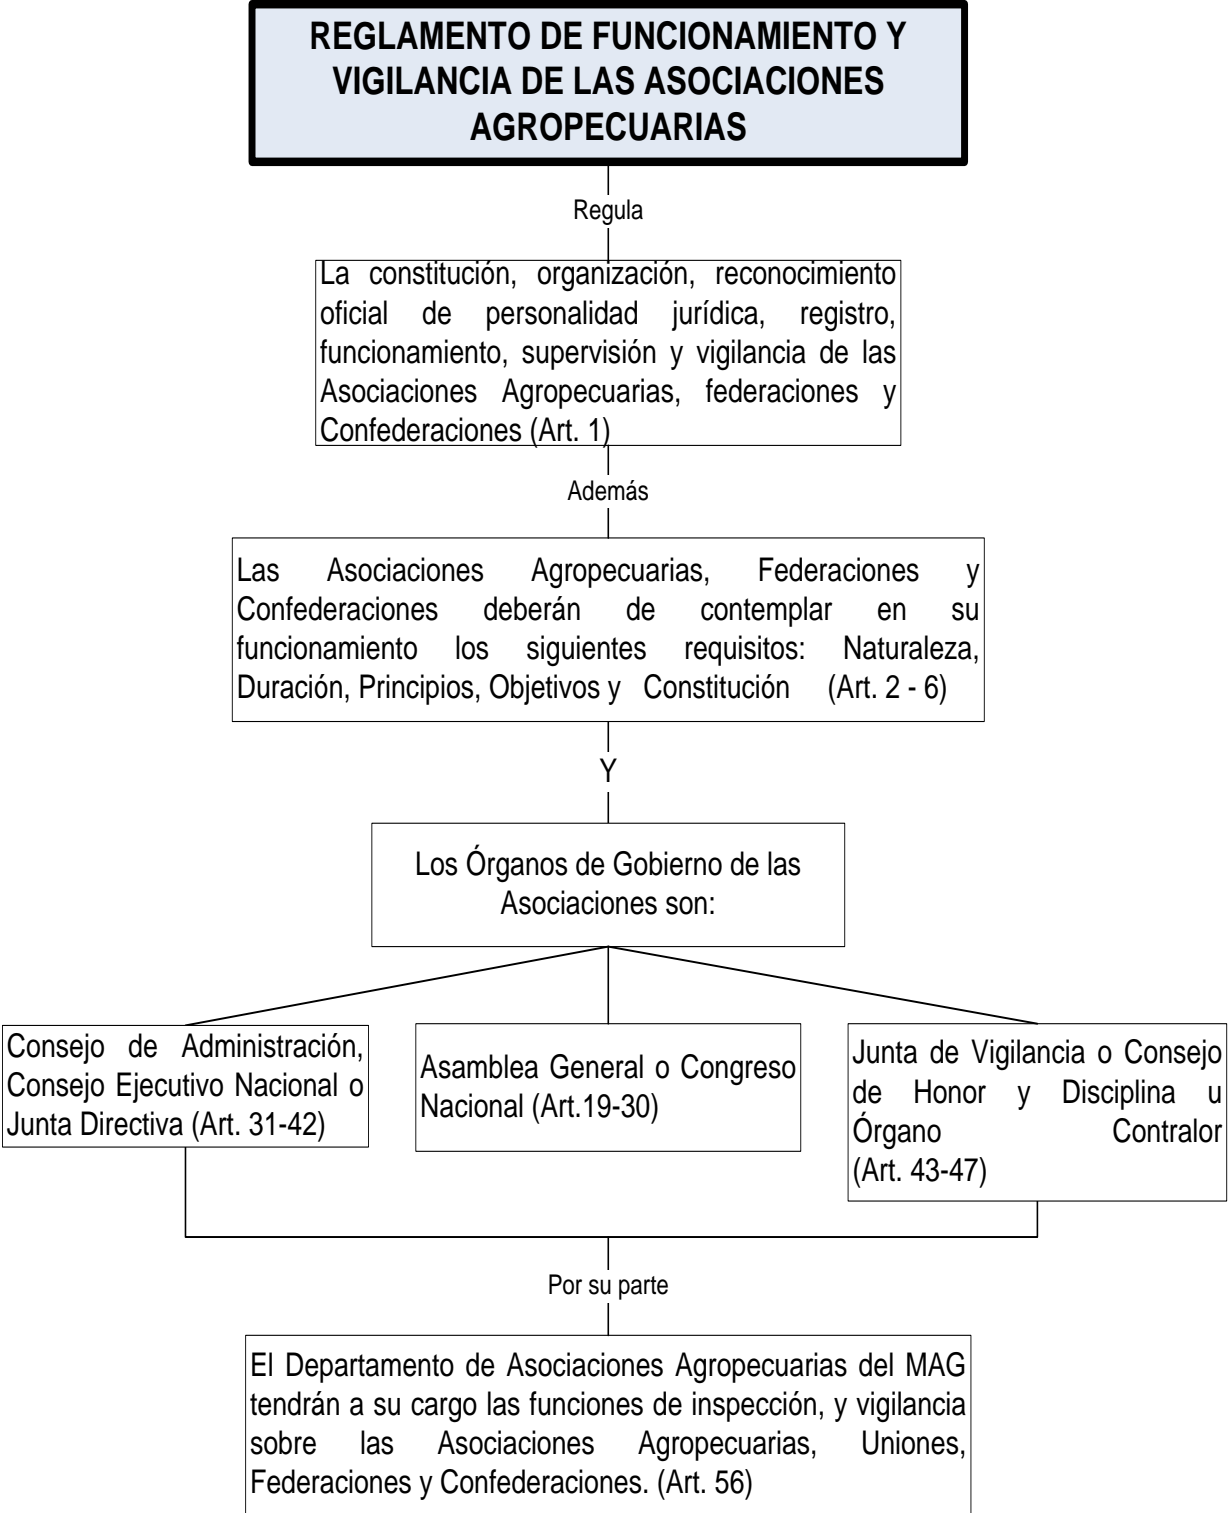 REGLAMENTO DE FUNCIONAMIENTO Y
VIGILANCIA DE LAS ASOCIACIONES
AGROPECUARIAS
Regula
La constitución, organización, reconocimiento
oficial de personalidad jurídica, registro,
funcionamiento, supervisión y vigilancia de las
Asociaciones Agropecuarias, federaciones y
Confederaciones (Art. 1)
Además
Las Asociaciones Agropecuarias, Federaciones y
Confederaciones deberán de contemplar en su
funcionamiento los siguientes requisitos: Naturaleza,
Duración, Principios, Objetivos y Constitución (Art. 2 - 6)
Y
Los Órganos de Gobierno de las
Asociaciones son:
Consejo de Administración,
Consejo Ejecutivo Nacional o
Junta Directiva (Art. 31-42)
Asamblea General o Congreso
Nacional (Art.19-30)
Junta de Vigilancia o Consejo
de Honor y Disciplina u
Órgano Contralor
(Art. 43-47)
Por su parte
El Departamento de Asociaciones Agropecuarias del MAG
tendrán a su cargo las funciones de inspección, y vigilancia
sobre las Asociaciones Agropecuarias, Uniones,
Federaciones y Confederaciones. (Art. 56)